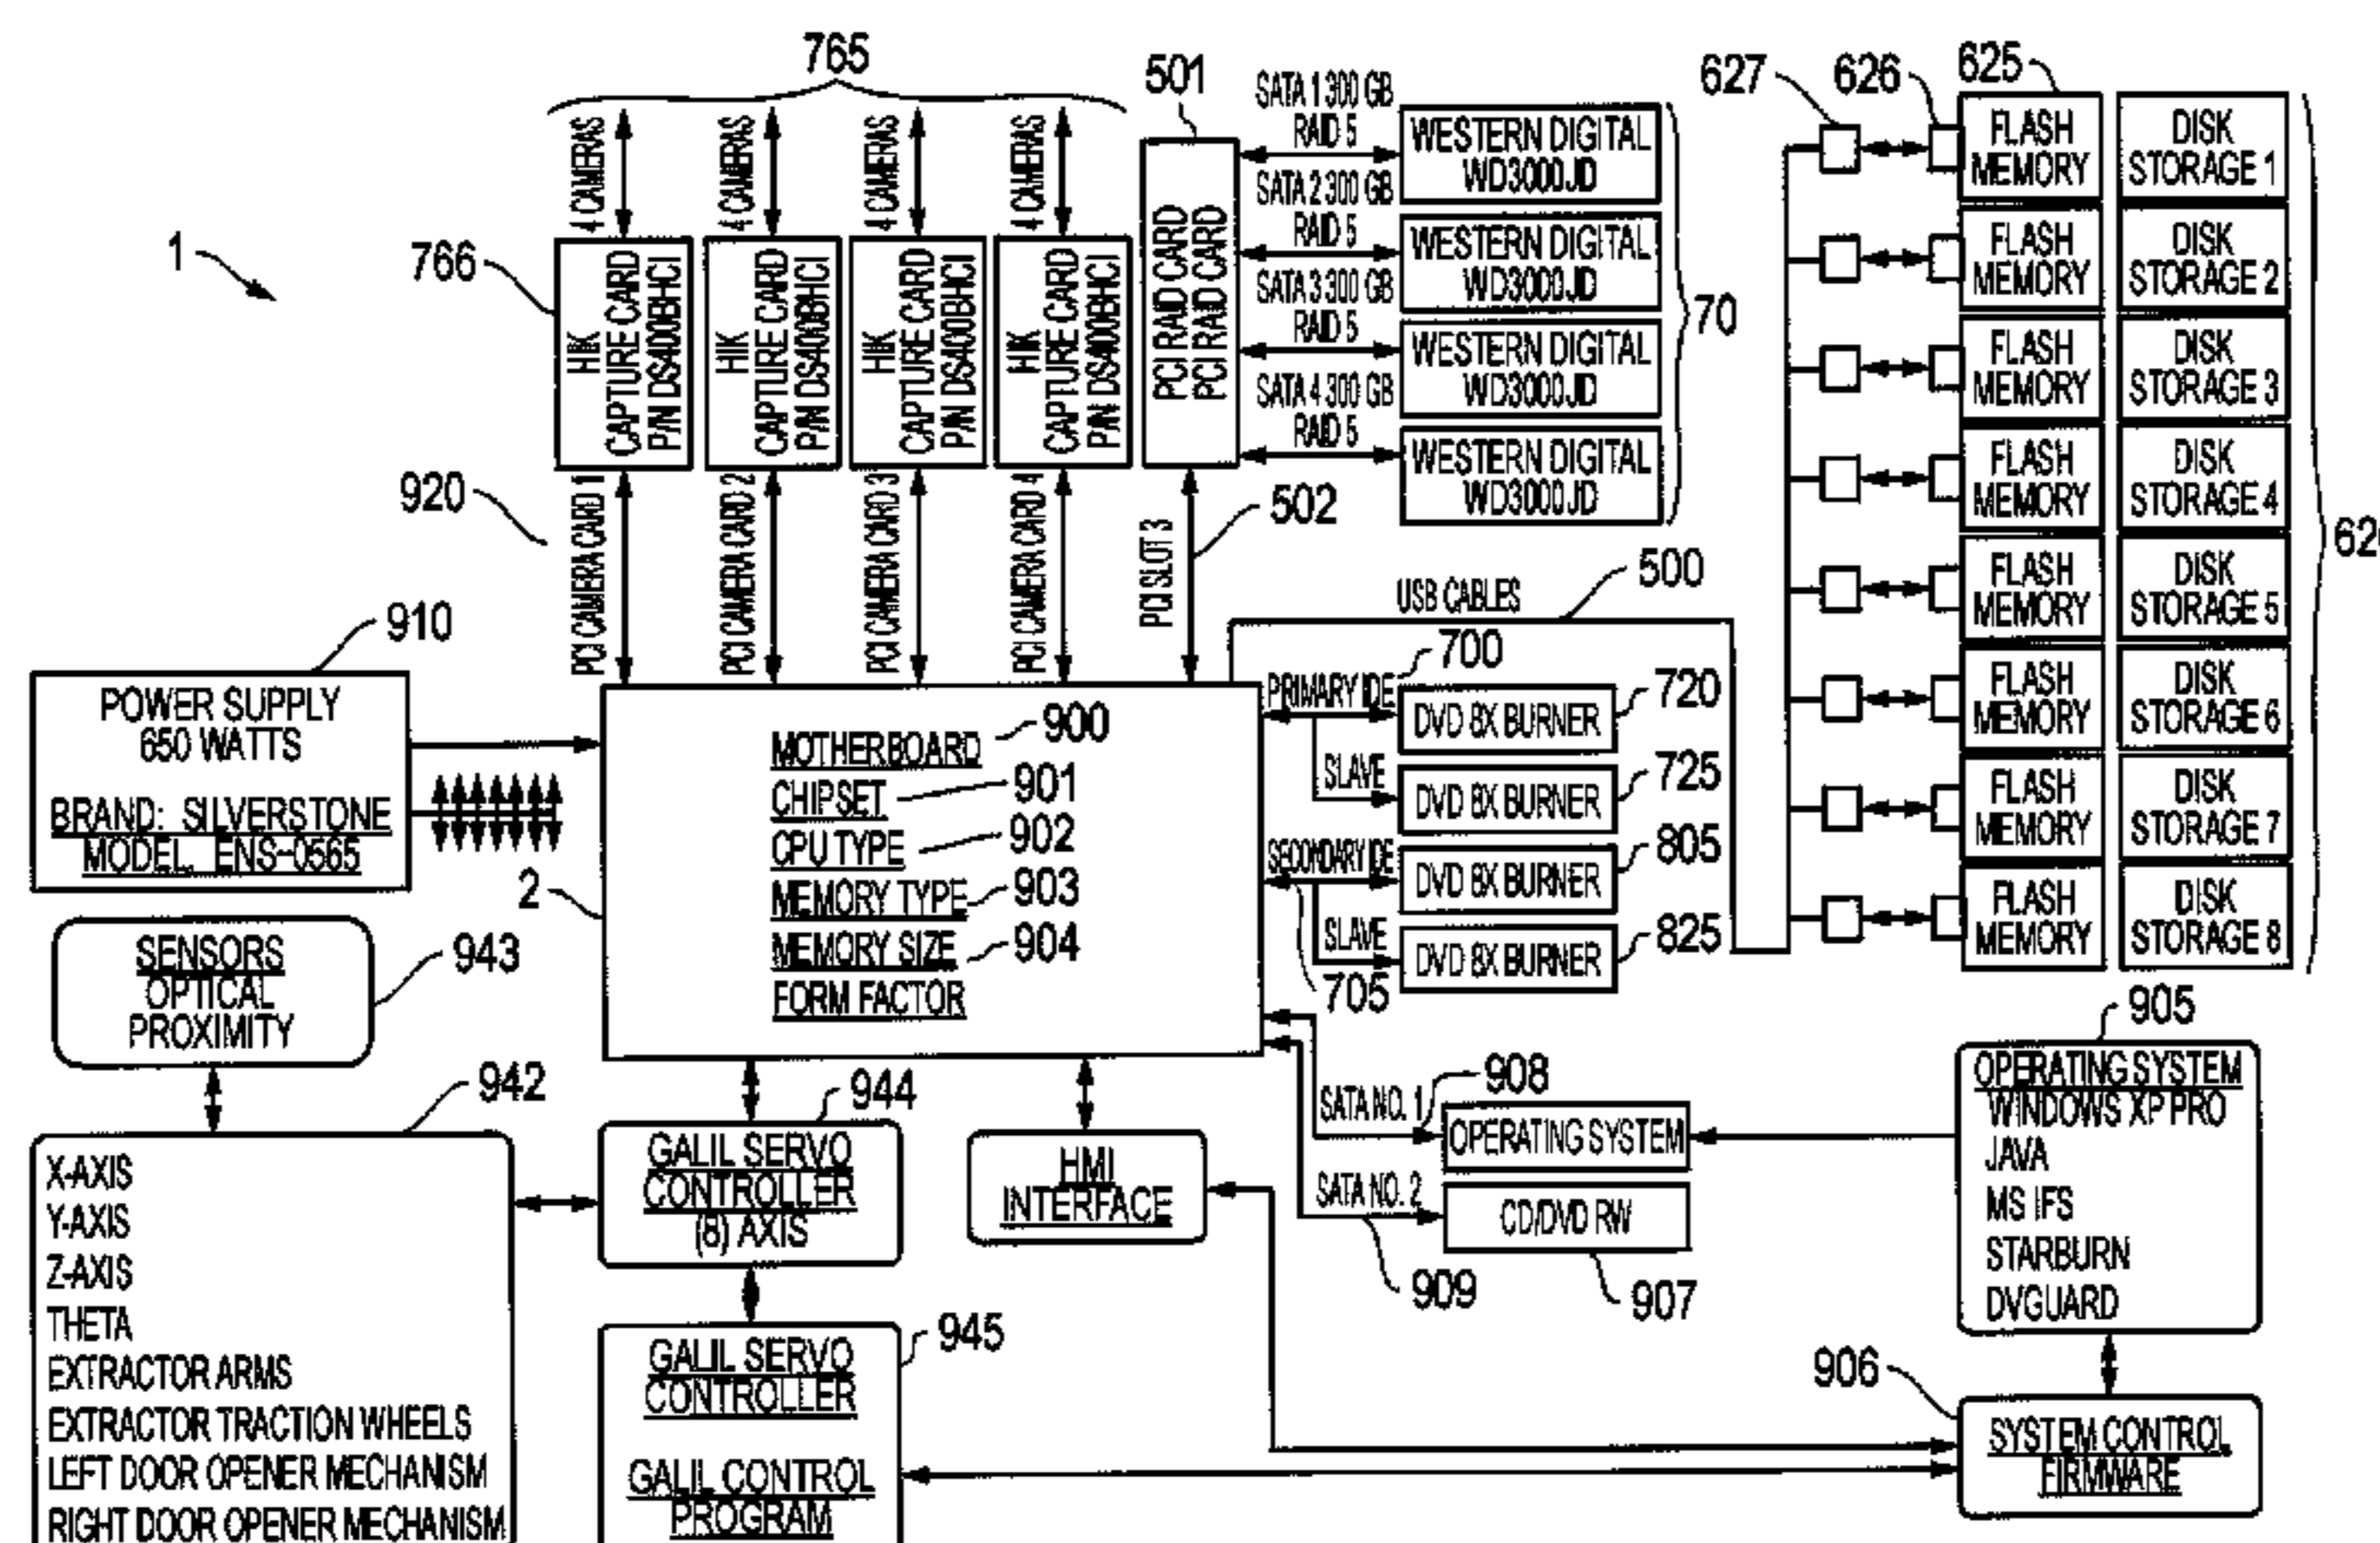 765
501
627
626
625
4 CAMERAS
4 CAMERAS
4 CAMERAS
4 CAMERAS
SATA 1 300 GB
RAID 5
SATA 2 300 GB
RAID 5
SATA 3 300 GB
RAID 5
SATA 4 300 GB
RAID 5
WESTERN DIGITAL
WD3000JD
WESTERN DIGITAL
WD3000JD
WESTERN DIGITAL
WD3000JD
WESTERN DIGITAL
WD3000JD
70
1
766
HIK
CAPTURE CARD
P/N DS400BHCI
HIK
CAPTURE CARD
P/N DS400BHCI
HIK
CAPTURE CARD
P/N DS400BHCI
HIK
CAPTURE CARD
P/N DS400BHCI
PCI RAID CARD
PCI RAID CARD
FLASH
MEMORY
DISK
STORAGE 1
FLASH
MEMORY
DISK
STORAGE 2
FLASH
MEMORY
DISK
STORAGE 3
FLASH
MEMORY
DISK
STORAGE 4
FLASH
MEMORY
DISK
STORAGE 5
FLASH
MEMORY
DISK
STORAGE 6
FLASH
MEMORY
DISK
STORAGE 7
FLASH
MEMORY
DISK
STORAGE 8
920
PCI CAMERA CARD 1
PCI CAMERA CARD 2
PCI CAMERA CARD 3
PCI CAMERA CARD 4
PCI SLOT 3
502
500
USB CABLES
910
POWER SUPPLY
650 WATTS
BRAND: SILVERSTONE
MODEL. ENS-0565
2
MOTHERBOARD
900
CHIPSET
901
CPU TYPE
902
MEMORY TYPE
903
MEMORY SIZE
904
FORM FACTOR
PRIMARY IDE
700
DVD 8X BURNER
720
SLAVE
DVD 8X BURNER
725
SECONDARY IDE
DVD 8X BURNER
805
SLAVE
DVD 8X BURNER
825
705
SENSORS
OPTICAL
PROXIMITY
943
942
X-AXIS
Y-AXIS
Z-AXIS
THETA
EXTRACTOR ARMS
EXTRACTOR TRACTION WHEELS
LEFT DOOR OPENER MECHANISM
RIGHT DOOR OPENER MECHANISM
944
GALIL SERVO
CONTROLLER
(8) AXIS
HMI
INTERFACE
SATA NO. 1
908
OPERATING SYSTEM
SATA NO. 2
909
CD/DVD RW
907
905
OPERATING SYSTEM
WINDOWS XP PRO
JAVA
MS IFS
STARBURN
DVGUARD
945
GALIL SERVO
CONTROLLER
GALIL CONTROL
PROGRAM
906
SYSTEM CONTROL
FIRMWARE